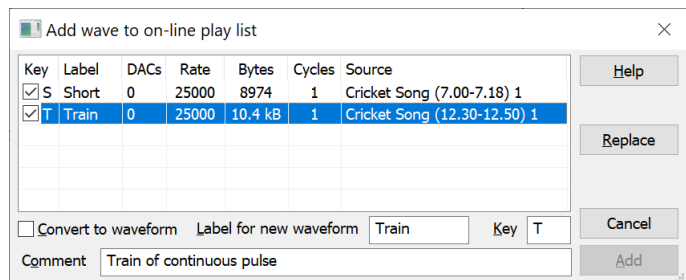 Add wave to on-line play list
Key Label DACs Rate Bytes Cycles Source
S Short 0 25000 8974 1 Cricket Song (7.00-7.18) 1
T Train 0 25000 10.4 kB 1 Cricket Song (12.30-12.50) 1
Help
Replace
Convert to waveform Label for new waveform Train Key T
Cancel
Comment Train of continuous pulse
Add